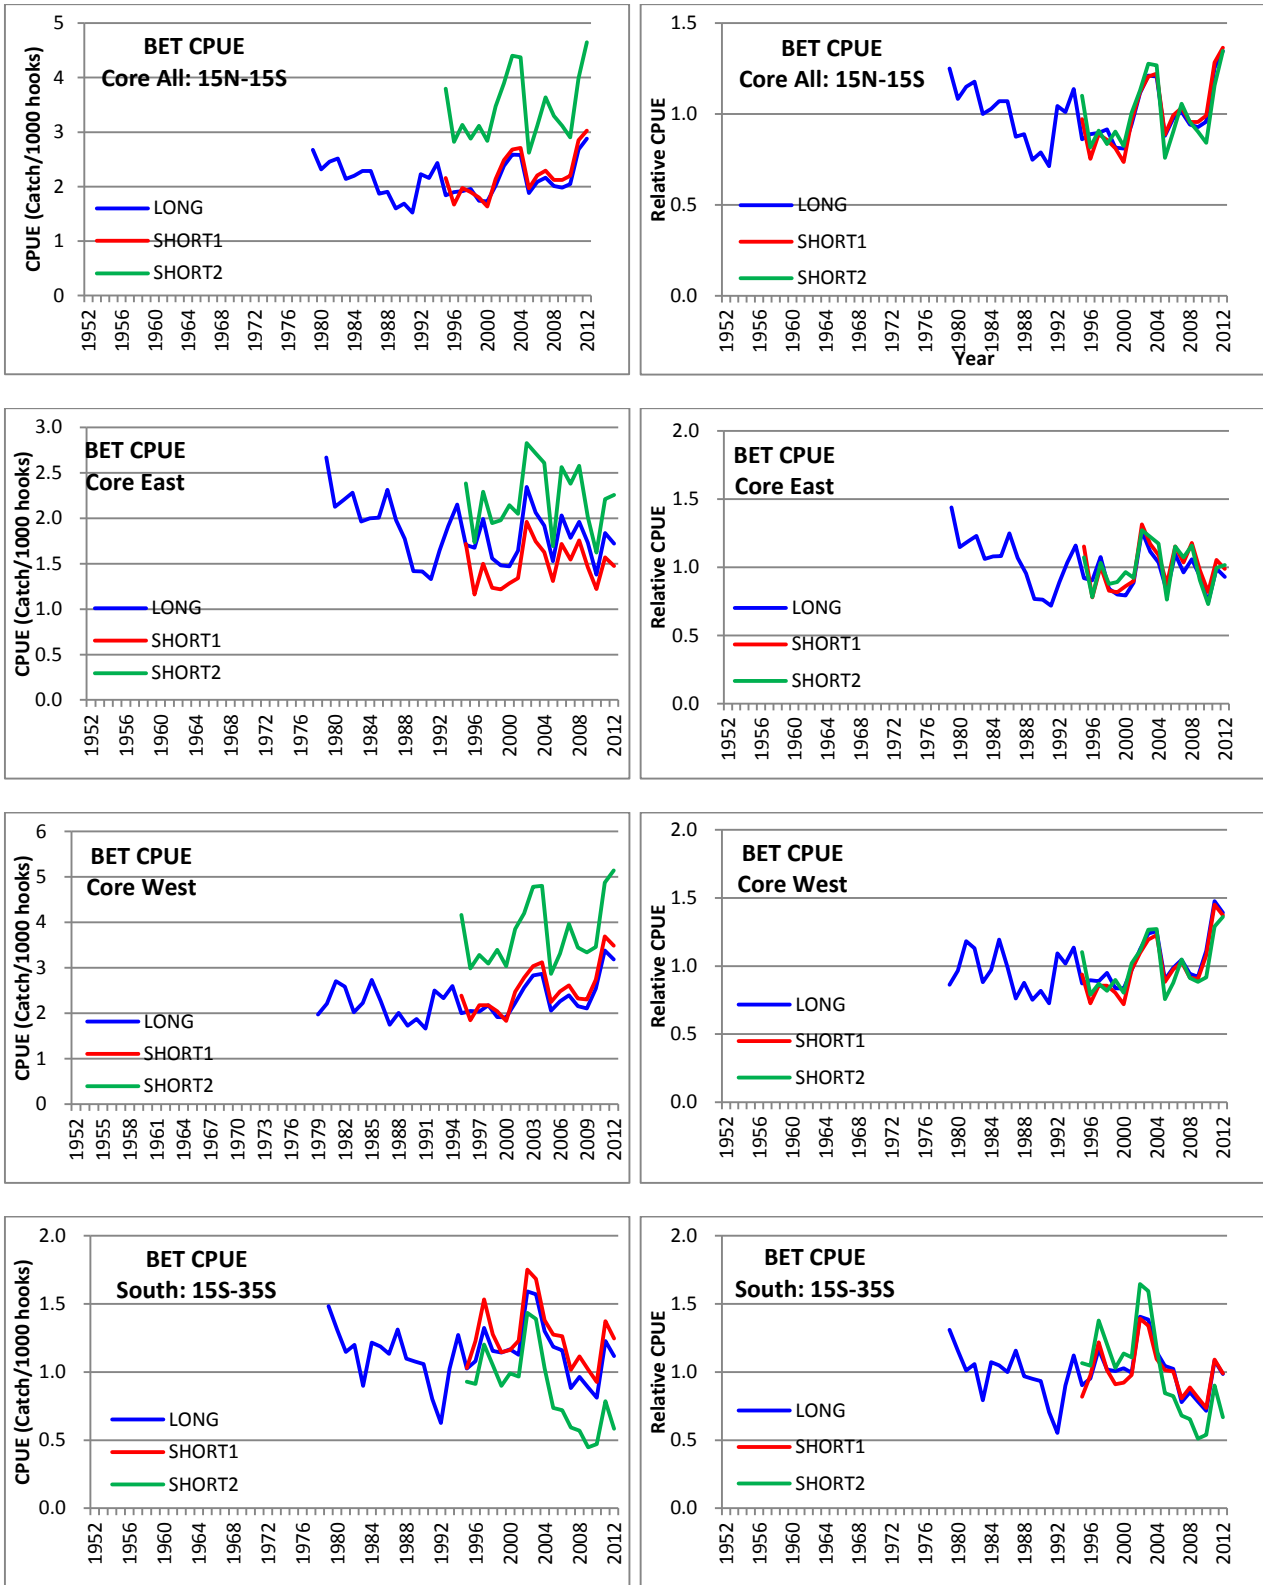 BET CPUE
Core All: 15N-15S
CPUE (Catch/1000 hooks)
5
4
3
2
1
0
LONG
SHORT1
SHORT2
1952 1956 1960 1964 1968 1972 1976 1980 1984 1988 1992 1996 2000 2004 2008 2012
BET CPUE
Core All: 15N-15S
Relative CPUE
1.5
1.0
0.5
0.0
LONG
SHORT1
SHORT2
1952 1956 1960 1964 1968 1972 1976 1980 1984 1988 1992 1996 2000 2004 2008 2012
Year
BET CPUE
Core East
CPUE (Catch/1000 hooks)
3.0
2.5
2.0
1.5
1.0
0.5
0.0
LONG
SHORT1
SHORT2
1952 1956 1960 1964 1968 1972 1976 1980 1984 1988 1992 1996 2000 2004 2008 2012
BET CPUE
Core East
Relative CPUE
2.0
1.5
1.0
0.5
0.0
LONG
SHORT1
SHORT2
1952 1956 1960 1964 1968 1972 1976 1980 1984 1988 1992 1996 2000 2004 2008 2012
BET CPUE
Core West
CPUE (Catch/1000 hooks)
6
5
4
3
2
1
0
LONG
SHORT1
SHORT2
1952 1955 1958 1961 1964 1967 1970 1973 1976 1979 1982 1985 1988 1991 1994 1997 2000 2003 2006 2009 2012
BET CPUE
Core West
Relative CPUE
2.0
1.5
1.0
0.5
0.0
LONG
SHORT1
SHORT2
1952 1956 1960 1964 1968 1972 1976 1980 1984 1988 1992 1996 2000 2004 2008 2012
BET CPUE
South: 15S-35S
CPUE (Catch/1000 hooks)
2.0
1.5
1.0
0.5
0.0
LONG
SHORT1
SHORT2
1952 1956 1960 1964 1968 1972 1976 1980 1984 1988 1992 1996 2000 2004 2008 2012
BET CPUE
South: 15S-35S
Relative CPUE
2.0
1.5
1.0
0.5
0.0
LONG
SHORT1
SHORT2
1952 1956 1960 1964 1968 1972 1976 1980 1984 1988 1992 1996 2000 2004 2008 2012